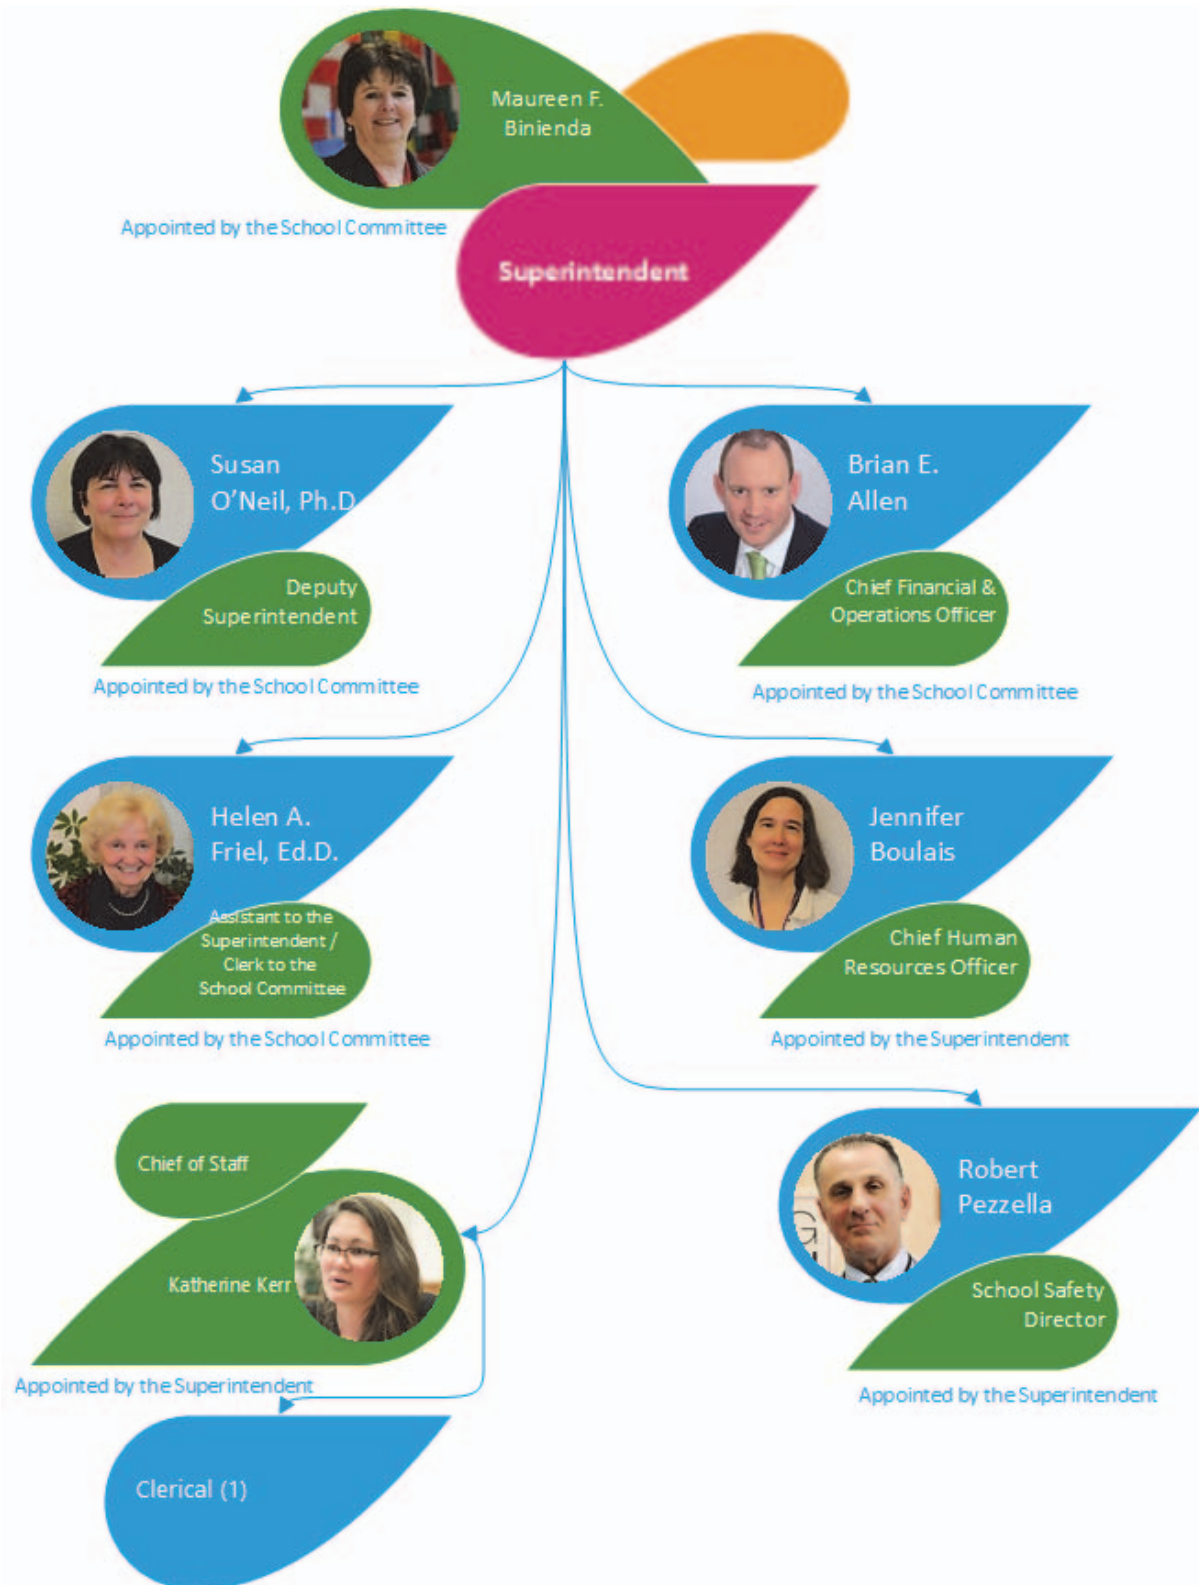 Maureen F.
Binienda
Appointed by the School Committee
Superintendent
Susan
O'Neil, Ph.D
Deputy
Superintendent
Appointed by the School Committee
Brian E.
Allen
Chief Financial &
Operations Officer
Appointed by the School Committee
Helen A.
Friel, Ed.D.
Assistant to the
Superintendent /
Clerk to the
School Committee
Appointed by the School Committee
Jennifer
Boulais
Chief Human
Resources Officer
Appointed by the Superintendent
Chief of Staff
Katherine Kerr
Appointed by the Superintendent
Robert
Pezzella
School Safety
Director
Appointed by the Superintendent
Clerical (1)